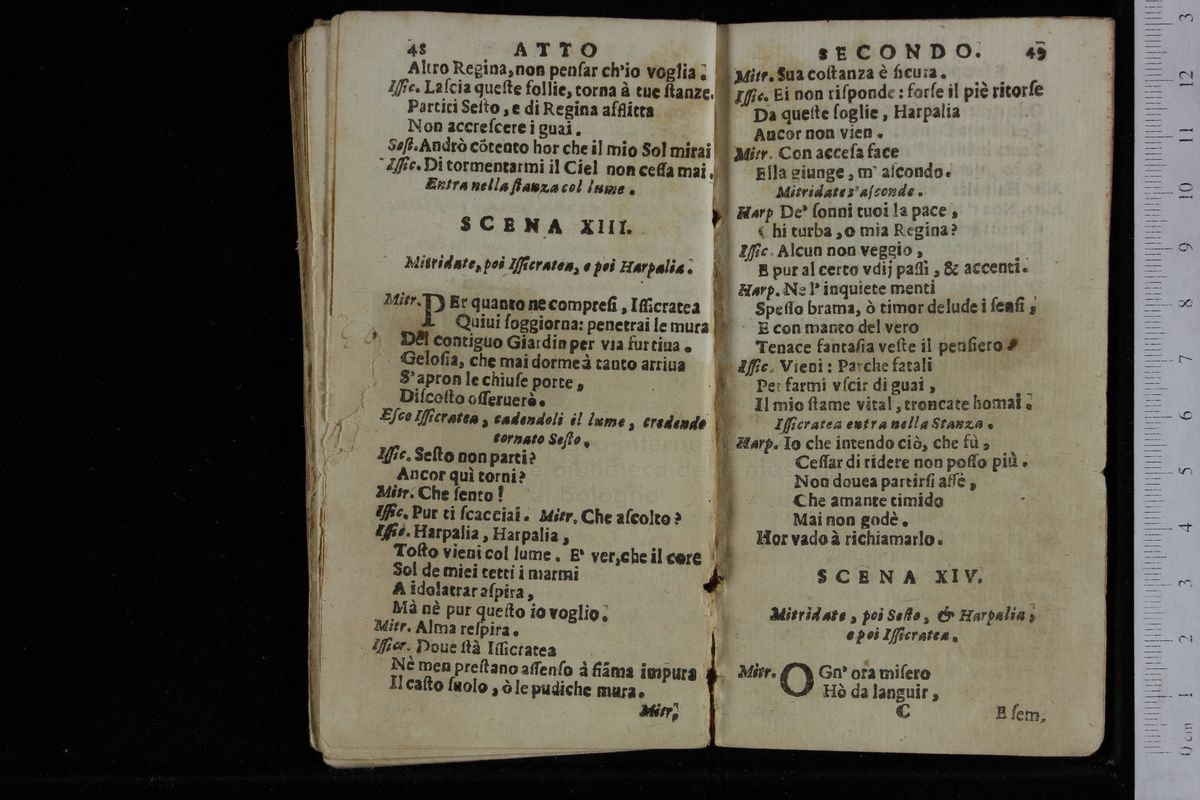 48 ATTO
Altro Regina, non penſar ch'io voglia.
Iſſic. Laſcia queſte follie, torna à tue ſtanze.
Partiti Seſto, e di Regina afflitta
Non accreſcere i guai.
Seſt. Andrò cōtento hor che il mio Sol mirai
Iſſic. Di tormentarmi il Ciel non ceſſa mai.
Entra nella ſtanza col lume.
SCENA XIII.
Mitridate, poi Iſſicratea, e poi Harpalia.
Mitr. PEr quanto ne compreſi, Iſſicratea
Quiui ſoggiorna: penetrai le mura
Del contiguo Giardin per via furtiua.
Geloſia, che mai dorme à tanto arriua
S'apron le chiuſe porte,
Diſcoſto oſſeruerò.
Eſce Iſſicratea, cadendoli il lume, credendo
tornato Seſto.
Iſſic. Seſto non parti?
Ancor quì torni?
Mitr. Che ſento!
Iſſic. Pur ti ſcacciai. Mitr. Che aſcolto?
Iſſic. Harpalia, Harpalia,
Toſto vieni col lume. E' ver, che il core
Sol de miei tetti i marmi
A idolatrar aſpira,
Mà nè pur queſto io voglio.
Mitr. Alma reſpira.
Iſſicr. Doue ſtà Iſſicratea
Nè men preſtano aſſenſo à fiāma impura
Il caſto ſuolo, ò le pudiche mura.
Mitr.
SECONDO. 49
Mitr. Sua coſtanza è ſicura.
Iſſic. Ei non riſponde: forſe il piè ritorſe
Da queſte ſoglie, Harpalia
Ancor non vien.
Mitr. Con acceſa face
Ella giunge, m' aſcondo.
Mitridate s'aſconde.
Harp De' ſonni tuoi la pace,
Chi turba, o mia Regina?
Iſſic. Alcun non veggio,
E pur al certo vdij paſſi, & accenti.
Harp. Ne l' inquiete menti
Speſſo brama, ò timor delude i ſenſi,
E con manto del vero
Tenace fantaſia veſte il penſiero.
Iſſic. Vieni: Parche fatali
Per farmi vſcir di guai,
Il mio ſtame vital, troncate homai.
Iſſicratea entra nella Stanza.
Harp. Io che intendo ciò, che fù,
Ceſſar di ridere non poſſo più.
Non douea partirſi affè,
Che amante timido
Mai non godè.
Hor vado à richiamarlo.
SCENA XIV.
Mitridate, poi Seſto, & Harpalia,
e poi Iſſicratea.
Mitr. OGn' ora miſero
Hò da languir,
C E ſem.